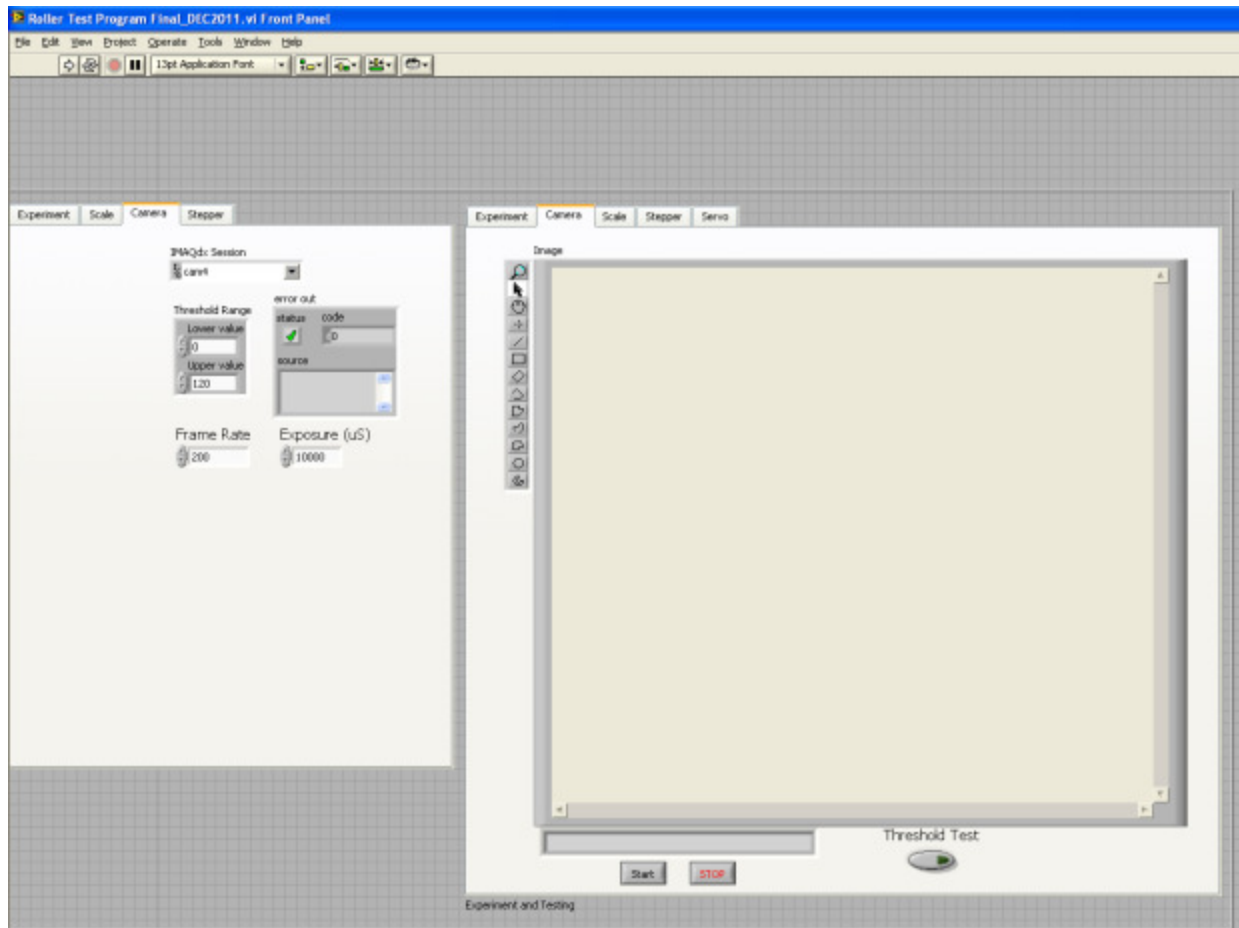 Roller Test Program Final_DEC2011.vi Front Panel
File Edit View Project Operate Tools Window Help
13pt Application Font
Experiment Scale Camera Stepper
IMAQdx Session
cam4
Threshold Range
Lower value
0
Upper value
120
error out
status code
0
source
Frame Rate
200
Exposure (uS)
10000
Experiment Camera Scale Stepper Servo
Image
Threshold Test
Start STOP
Experiment and Testing